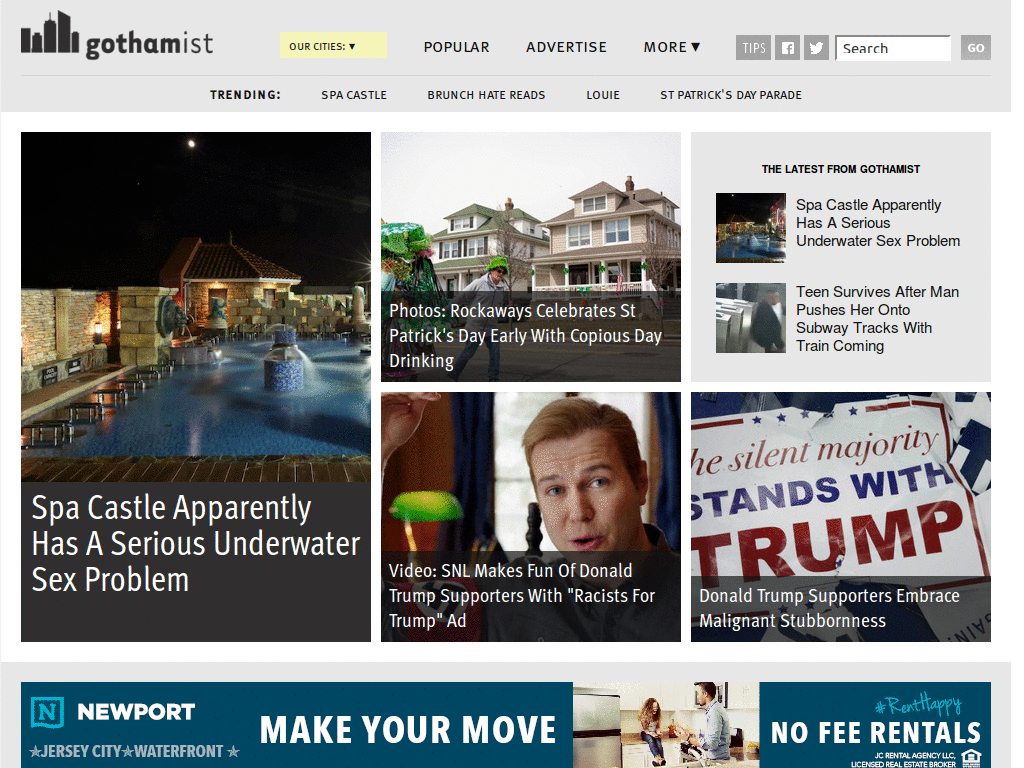 gothamist
OUR CITIES: ▼
POPULAR
ADVERTISE
MORE ▼
TIPS
Search
GO
TRENDING:
SPA CASTLE
BRUNCH HATE READS
LOUIE
ST PATRICK'S DAY PARADE
Spa Castle Apparently
Has A Serious Underwater
Sex Problem
Photos: Rockaways Celebrates St
Patrick's Day Early With Copious Day
Drinking
THE LATEST FROM GOTHAMIST
Spa Castle Apparently
Has A Serious
Underwater Sex Problem
Teen Survives After Man
Pushes Her Onto
Subway Tracks With
Train Coming
Video: SNL Makes Fun Of Donald
Trump Supporters With "Racists For
Trump" Ad
he silent majority
STANDS WITH
TRUMP
Donald Trump Supporters Embrace
Malignant Stubbornness
N NEWPORT
★JERSEY CITY★WATERFRONT ★
MAKE YOUR MOVE
#RentHappy
NO FEE RENTALS
JC RENTAL AGENCY LLC,
LICENSED REAL ESTATE BROKER